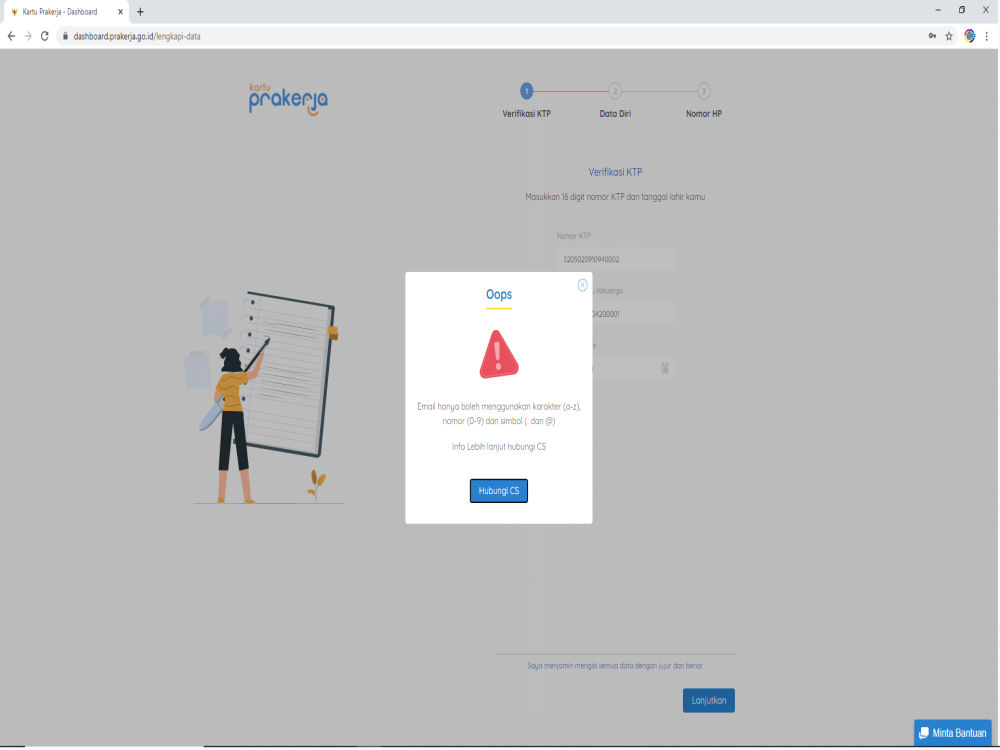 Kartu Prakerja - Dashboard
dashboard.prakerja.go.id/lengkapi-data
kartu
prakerja
1
2
3
Verifikasi KTP
Data Diri
Nomor HP
Verifikasi KTP
Masukkan 16 digit nomor KTP dan tanggal lahir kamu
Nomor KTP
3205020910940002
Keluarga
04200001
Oops
Email hanya boleh menggunakan karakter (a-z),
nomor (0-9) dan simbol (. dan @)
Info Lebih lanjut hubungi CS
Hubungi CS
Saya menjamin mengisi semua data dengan jujur dan benar
Lanjutkan
Minta Bantuan